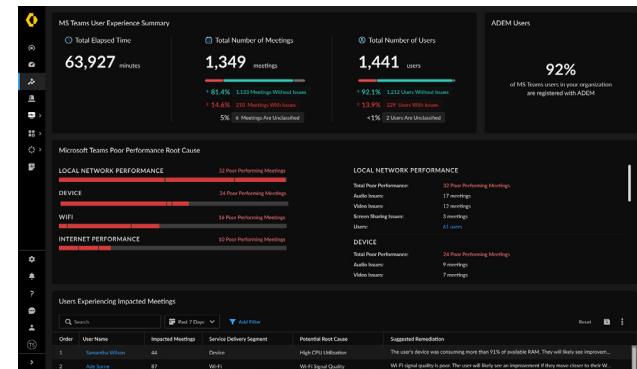 MS Teams User Experience Summary
Total Elapsed Time
63,927 minutes
Total Number of Meetings
1,349 meetings
81.4% 1,133 Meetings Without Issues
14.6% 210 Meetings With Issues
5% 6 Meetings Are Unclassified
Total Number of Users
1,441 users
92.1% 1,212 Users Without Issues
13.9% 229 Users With Issues
<1% 2 Users Are Unclassified
ADEM Users
92%
of MS Teams users in your organization
are registered with ADEM
Microsoft Teams Poor Performance Root Cause
LOCAL NETWORK PERFORMANCE 32 Poor Performing Meetings
DEVICE 24 Poor Performing Meetings
WIFI 16 Poor Performing Meetings
INTERNET PERFORMANCE 10 Poor Performing Meetings
LOCAL NETWORK PERFORMANCE
Total Poor Performance: 32 Poor Performing Meetings
Audio Issues: 17 meetings
Video Issues: 12 meetings
Screen Sharing Issues: 3 meetings
Users: 61 users
DEVICE
Total Poor Performance: 24 Poor Performing Meetings
Audio Issues: 9 meetings
Video Issues: 7 meetings
Users Experiencing Impacted Meetings
Search
Past 7 Days
Add Filter
Reset
Order User Name Impacted Meetings Service Delivery Segment Potential Root Cause Suggested Remediation
1 Samantha Wilson 44 Device High CPU Utilization The user's device was consuming more than 91% of available RAM. They will likely see improvem...
2 87 Wi-Fi Wi-Fi Signal Quality Wi-Fi signal quality is poor. The user will likely see an improvement if they move closer to their W...
TS